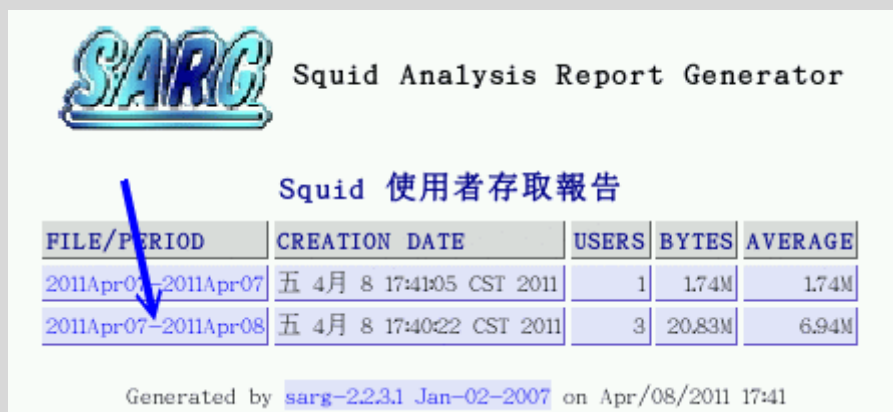 SARG Squid Analysis Report Generator
Squid 使用者存取報告
FILE/PERIOD CREATION DATE USERS BYTES AVERAGE
2011Apr07-2011Apr07 五 4月 8 17:41:05 CST 2011 1 1.74M 1.74M
2011Apr07-2011Apr08 五 4月 8 17:40:22 CST 2011 3 20.83M 6.94M
Generated by sarg-2.2.3.1 Jan-02-2007 on Apr/08/2011 17:41